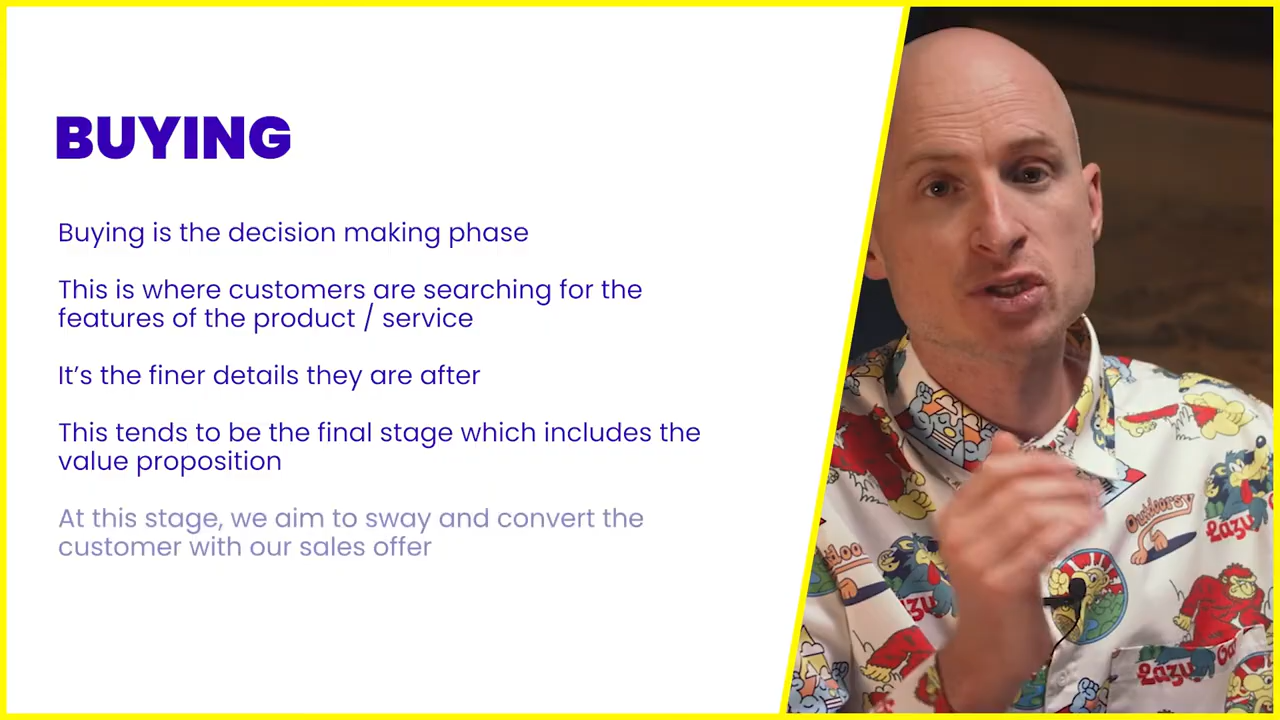 BUYING
Buying is the decision making phase
This is where customers are searching for the
features of the product / service
It’s the finer details they are after
This tends to be the final stage which includes the
value proposition
At this stage, we aim to sway and convert the
customer with our sales offer
Outdoorsy
Lazy
Lazy